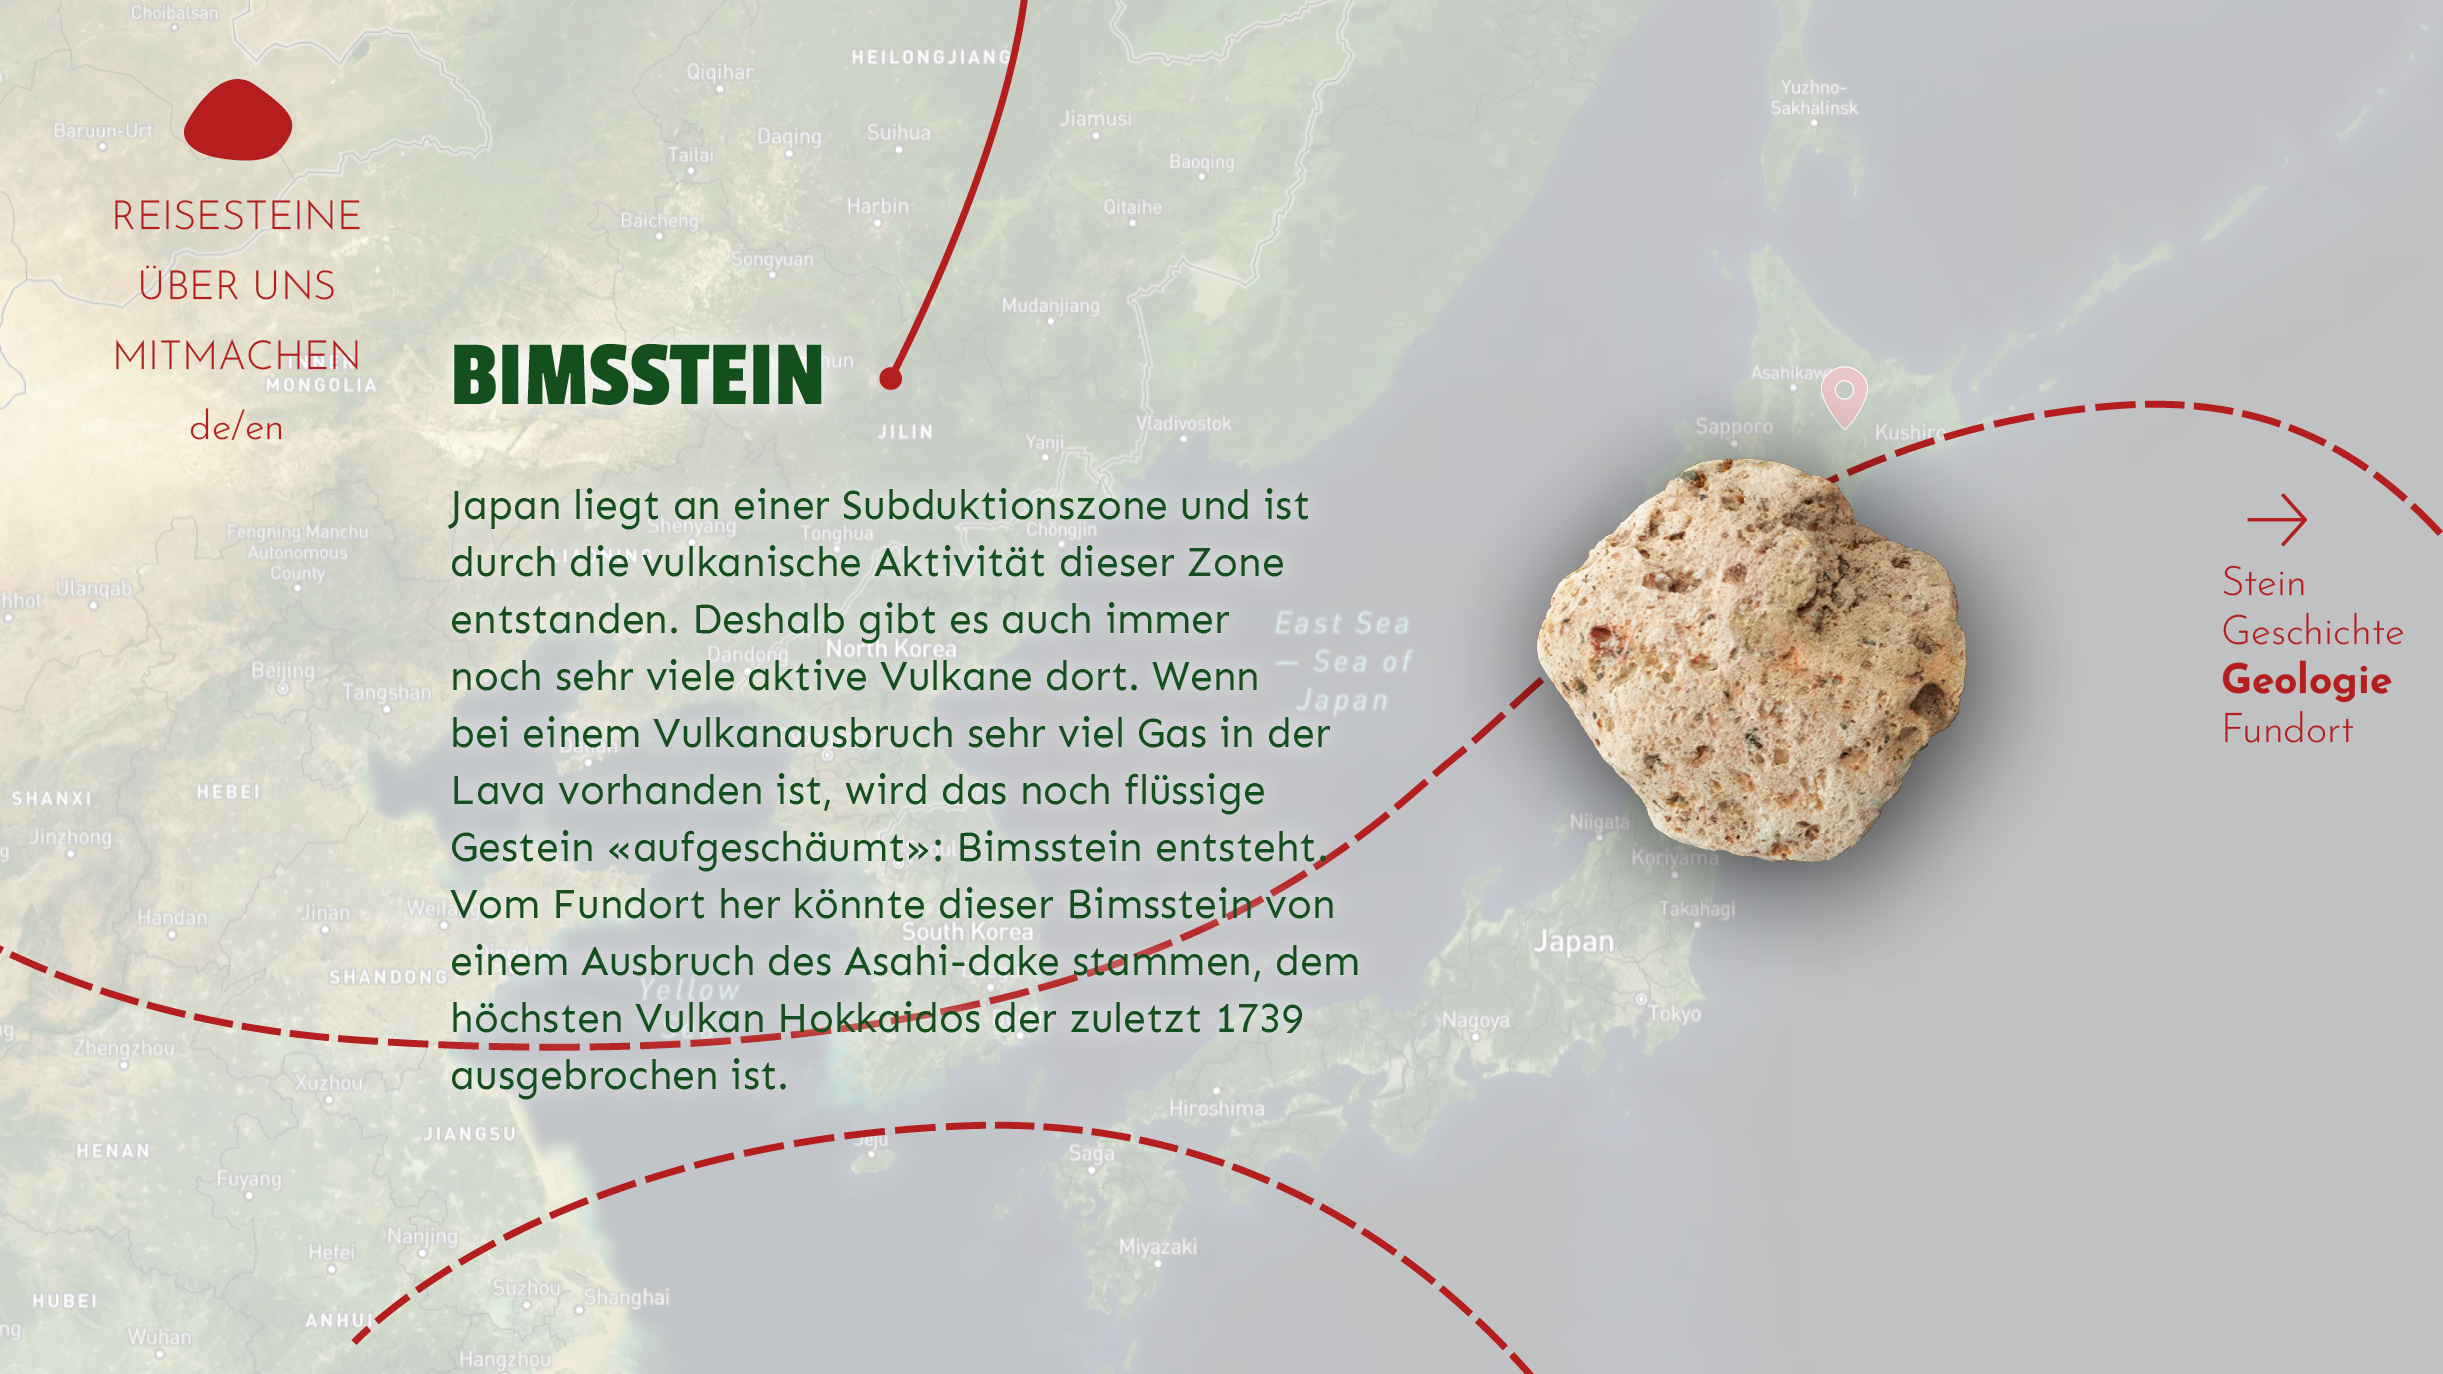 REISESTEINE
ÜBER UNS
MITMACHEN
de/en
BIMSSTEIN
Japan liegt an einer Subduktionszone und ist
durch die vulkanische Aktivität dieser Zone
entstanden. Deshalb gibt es auch immer
noch sehr viele aktive Vulkane dort. Wenn
bei einem Vulkanausbruch sehr viel Gas in der
Lava vorhanden ist, wird das noch flüssige
Gestein «aufgeschäumt»: Bimsstein entsteht.
Vom Fundort her könnte dieser Bimsstein von
einem Ausbruch des Asahi-dake stammen, dem
höchsten Vulkan Hokkaidos der zuletzt 1739
ausgebrochen ist.
Stein
Geschichte
Geologie
Fundort
Choibalsan
HEILONGJIANG
Qiqihar
Yuzhno-
Sakhalinsk
Baruun-Urt
Jiamusi
Daqing
Suihua
Tailai
Baoqing
Harbin
Qitaihe
Baicheng
Songyuan
Mudanjiang
INNER
MONGOLIA
Asahikawa
JILIN
Yanji
Vladivostok
Sapporo
Kushiro
Fengning Manchu
Autonomous
County
Shenyang
Tonghua
Chŏngjin
LIAONING
Ulanqab
East Sea
— Sea of
Japan
Dandong
North Korea
Beijing
Tangshan
SHANXI
HEBEI
Jinzhong
Niigata
Koriyama
Handan
Jinan
Takahagi
South Korea
Japan
SHANDONG
Yellow
Tokyo
Nagoya
Zhengzhou
Xuzhou
Hiroshima
JIANGSU
HENAN
Jeju
Saga
Fuyang
Nanjing
Hefei
Miyazaki
Suzhou
Shanghai
HUBEI
ANHUI
Wuhan
Hangzhou